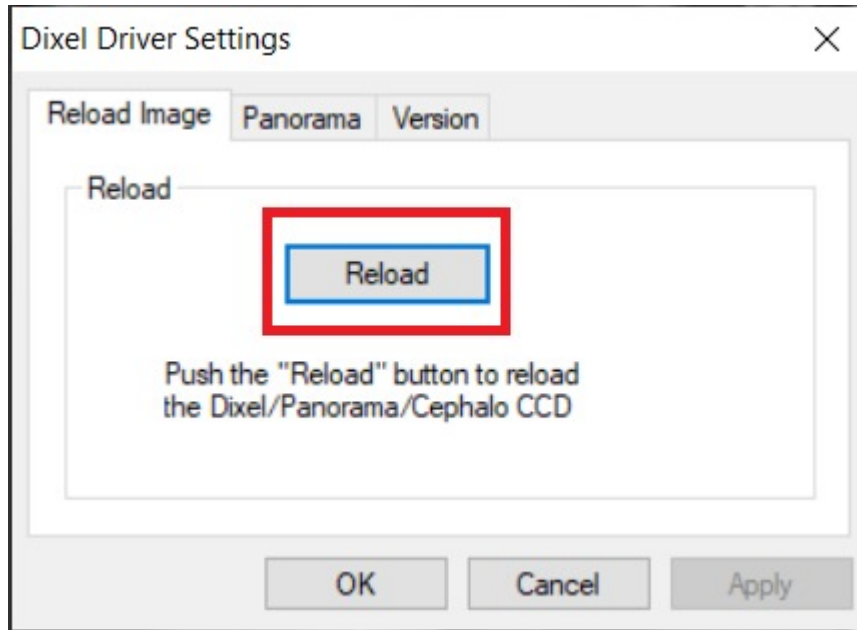 Dixel Driver Settings
Reload Image Panorama Version
Reload
Reload
Push the "Reload" button to reload
the Dixel/Panorama/Cephalo CCD
OK Cancel Apply